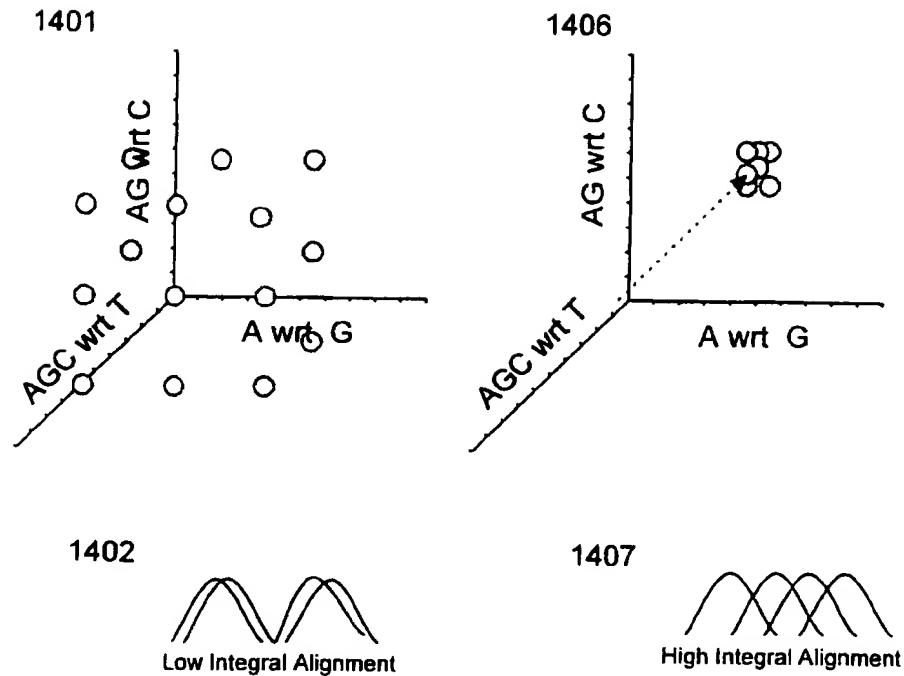 1401
AG wrt C
AGC wrt T
A wrt G
1406
AG wrt C
AGC wrt T
A wrt G
1402
Low Integral Alignment
1407
High Integral Alignment